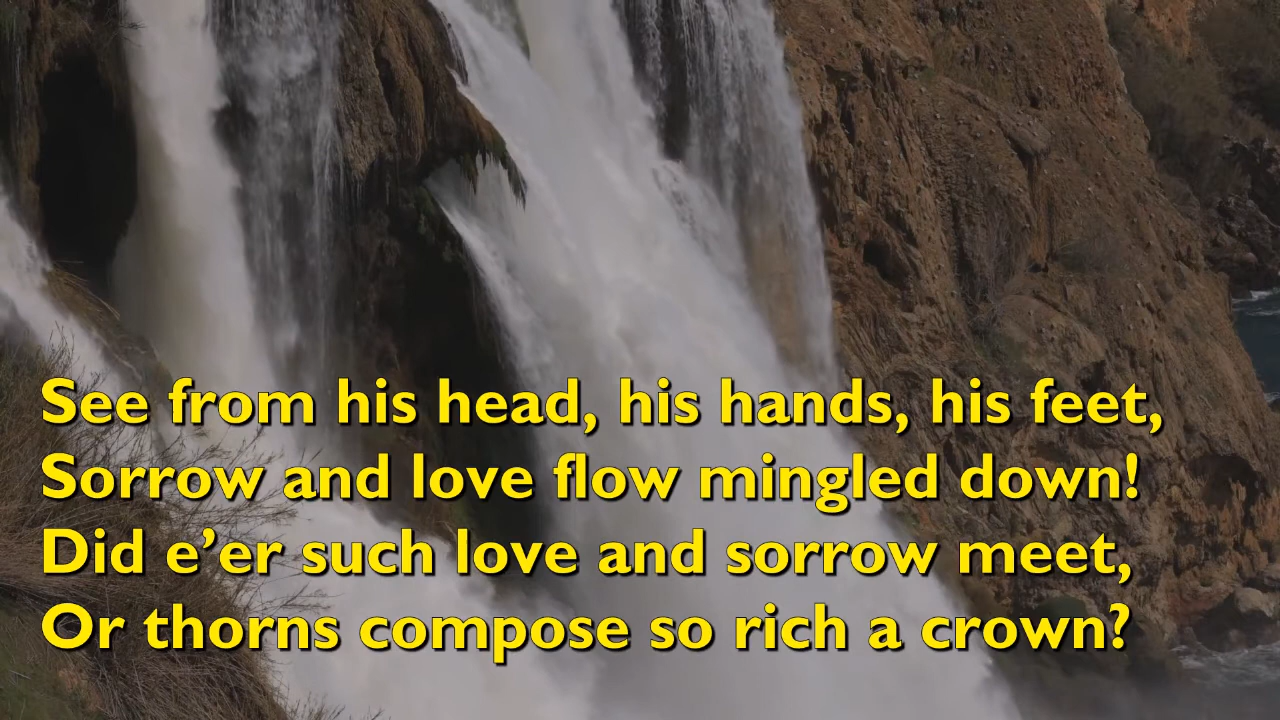 See from his head, his hands, his feet,
Sorrow and love flow mingled down!
Did e’er such love and sorrow meet,
Or thorns compose so rich a crown?